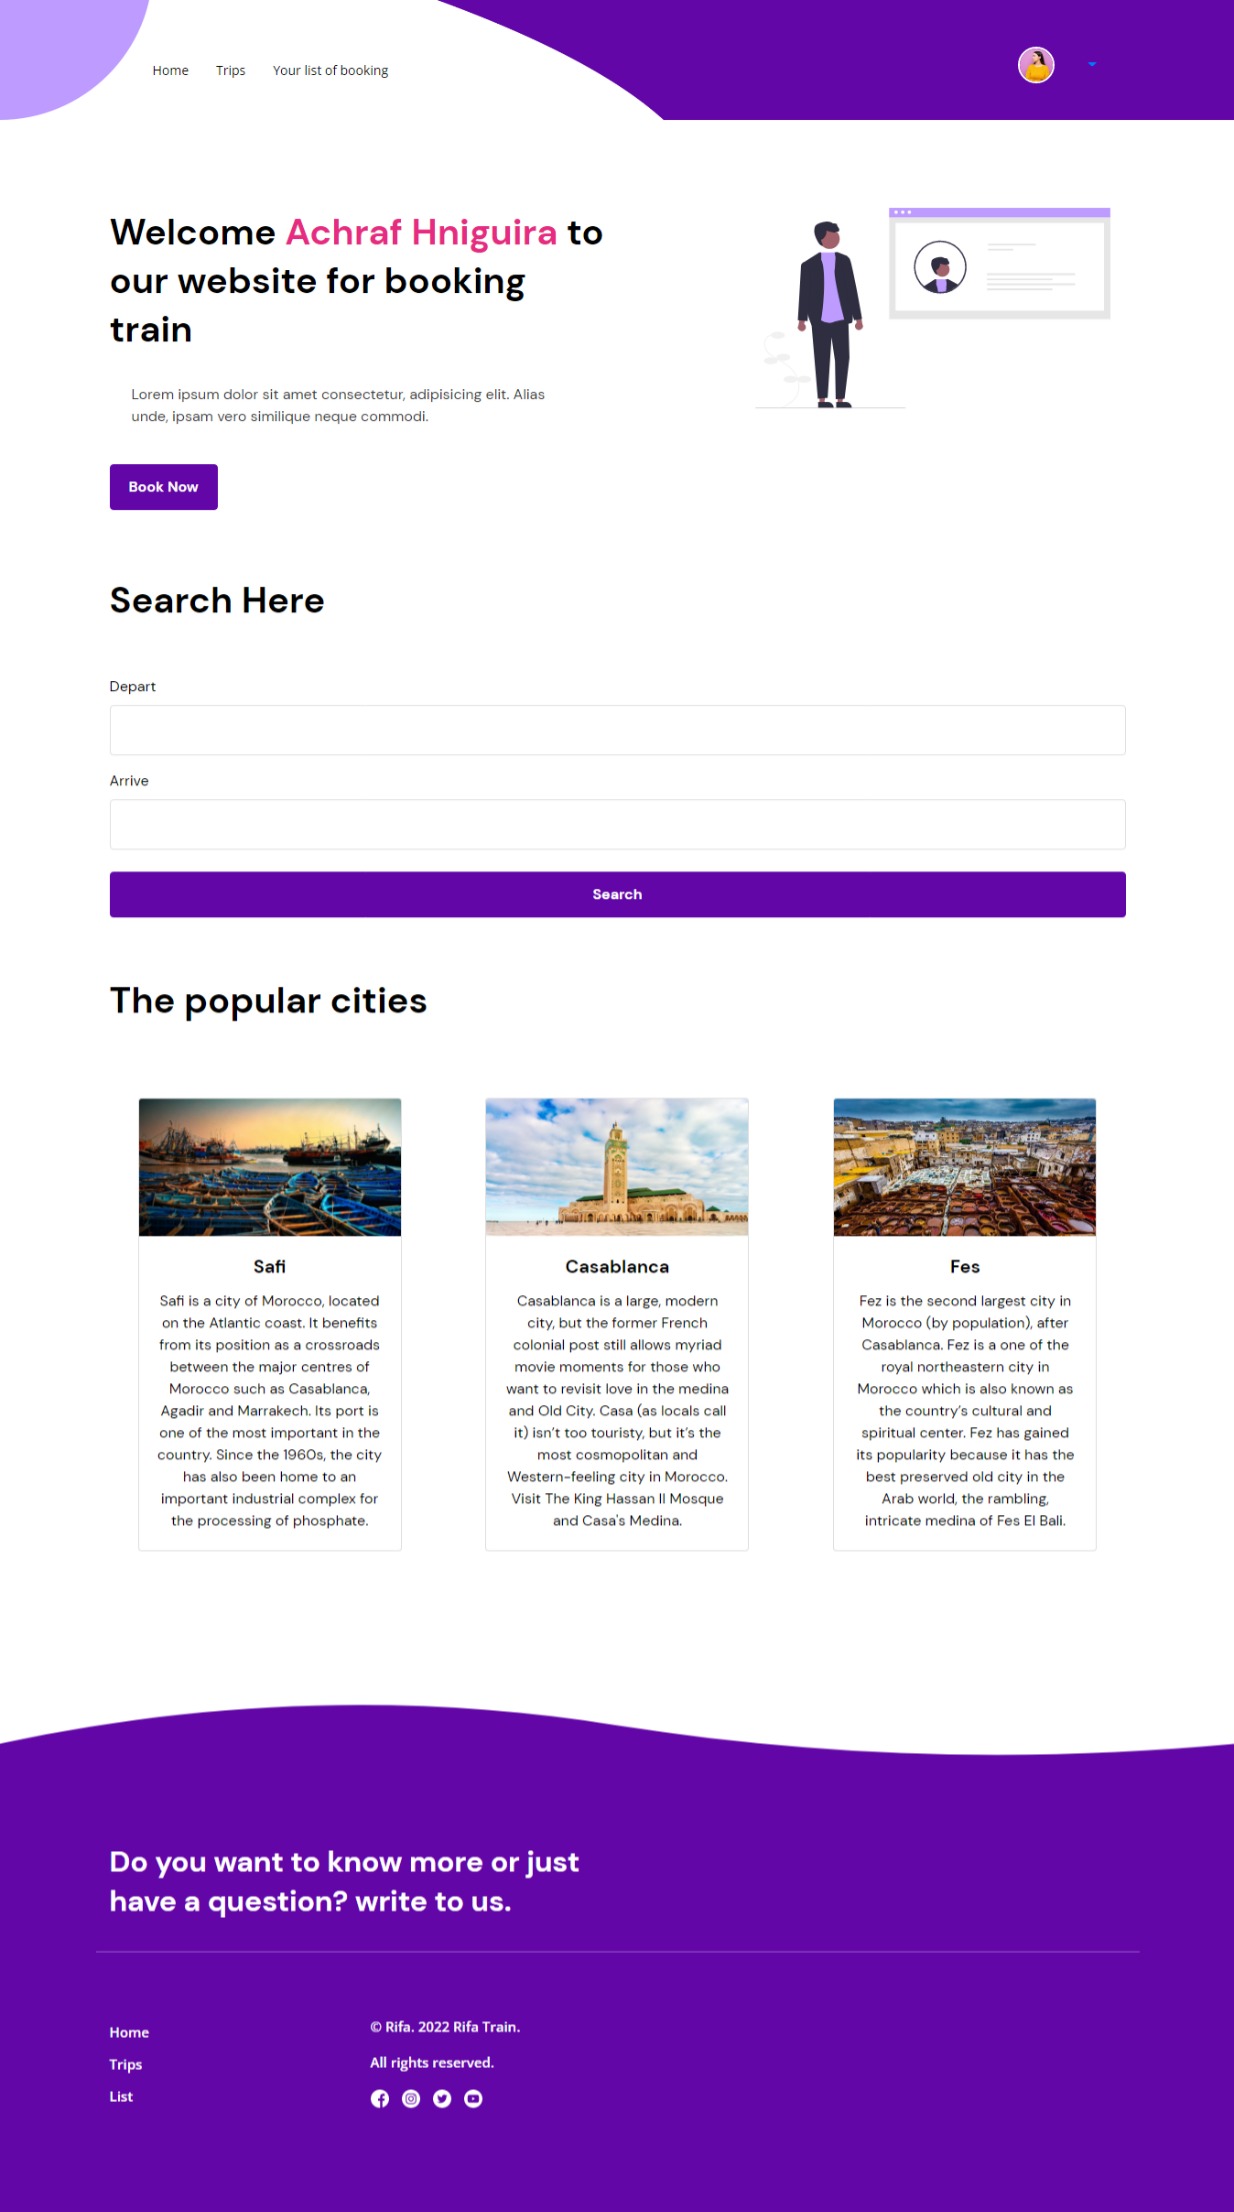 Home Trips Your list of booking
Welcome Achraf Hniguira to
our website for booking
train
Lorem ipsum dolor sit amet consectetur, adipisicing elit. Alias
unde, ipsam vero similique neque commodi.
Book Now
Search Here
Depart
Arrive
Search
The popular cities
Safi
Safi is a city of Morocco, located
on the Atlantic coast. It benefits
from its position as a crossroads
between the major centres of
Morocco such as Casablanca,
Agadir and Marrakech. Its port is
one of the most important in the
country. Since the 1960s, the city
has also been home to an
important industrial complex for
the processing of phosphate.
Casablanca
Casablanca is a large, modern
city, but the former French
colonial post still allows myriad
movie moments for those who
want to revisit love in the medina
and Old City. Casa (as locals call
it) isn’t too touristy, but it’s the
most cosmopolitan and
Western-feeling city in Morocco.
Visit The King Hassan II Mosque
and Casa's Medina.
Fes
Fez is the second largest city in
Morocco (by population), after
Casablanca. Fez is a one of the
royal northeastern city in
Morocco which is also known as
the country’s cultural and
spiritual center. Fez has gained
its popularity because it has the
best preserved old city in the
Arab world, the rambling,
intricate medina of Fes El Bali.
Do you want to know more or just
have a question? write to us.
Home
Trips
List
© Rifa. 2022 Rifa Train.
All rights reserved.